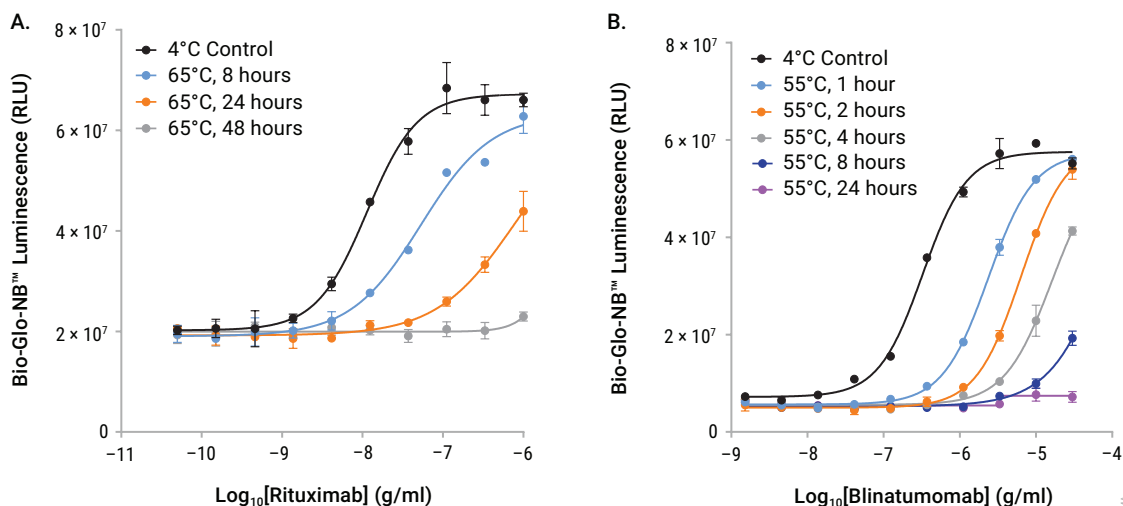 A.
Bio-Glo-NB™ Luminescence (RLU)
8 × 10⁷
6 × 10⁷
4 × 10⁷
2 × 10⁷
0
4°C Control
65°C, 8 hours
65°C, 24 hours
65°C, 48 hours
−11
−10
−9
−8
−7
−6
Log₁₀[Rituximab] (g/ml)
B.
Bio-Glo-NB™ Luminescence (RLU)
8 × 10⁷
6 × 10⁷
4 × 10⁷
2 × 10⁷
0
4°C Control
55°C, 1 hour
55°C, 2 hours
55°C, 4 hours
55°C, 8 hours
55°C, 24 hours
−9
−8
−7
−6
−5
−4
Log₁₀[Blinatumomab] (g/ml)